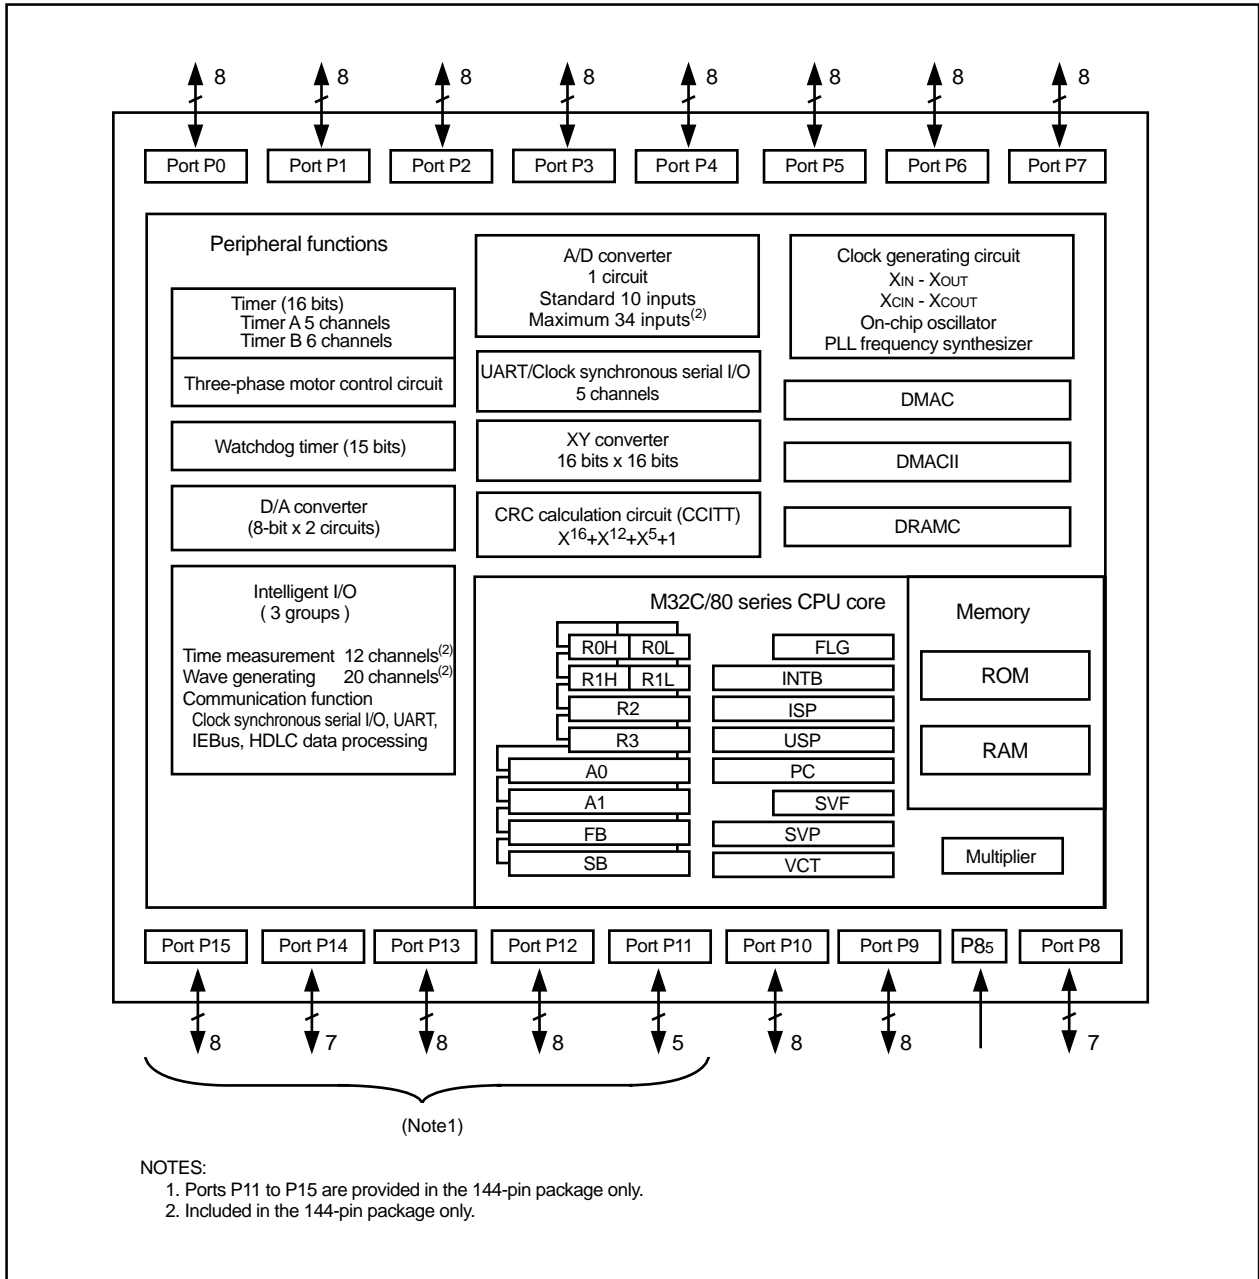 8 8 8 8 8 8 8 8
Port P0 Port P1 Port P2 Port P3 Port P4 Port P5 Port P6 Port P7
Peripheral functions
Timer (16 bits)
Timer A 5 channels
Timer B 6 channels
Three-phase motor control circuit
Watchdog timer (15 bits)
D/A converter
(8-bit x 2 circuits)
Intelligent I/O
( 3 groups )
Time measurement 12 channels(2)
Wave generating 20 channels(2)
Communication function
Clock synchronous serial I/O, UART,
IEBus, HDLC data processing
A/D converter
1 circuit
Standard 10 inputs
Maximum 34 inputs(2)
UART/Clock synchronous serial I/O
5 channels
XY converter
16 bits x 16 bits
CRC calculation circuit (CCITT)
X16+X12+X5+1
Clock generating circuit
XIN - XOUT
XCIN - XCOUT
On-chip oscillator
PLL frequency synthesizer
DMAC
DMACII
DRAMC
M32C/80 series CPU core
R0H R0L
R1H R1L
R2
R3
A0
A1
FB
SB
FLG
INTB
ISP
USP
PC
SVF
SVP
VCT
Memory
ROM
RAM
Multiplier
Port P15 Port P14 Port P13 Port P12 Port P11 Port P10 Port P9 P85 Port P8
8 7 8 8 5 8 8 7
(Note1)
NOTES:
1. Ports P11 to P15 are provided in the 144-pin package only.
2. Included in the 144-pin package only.